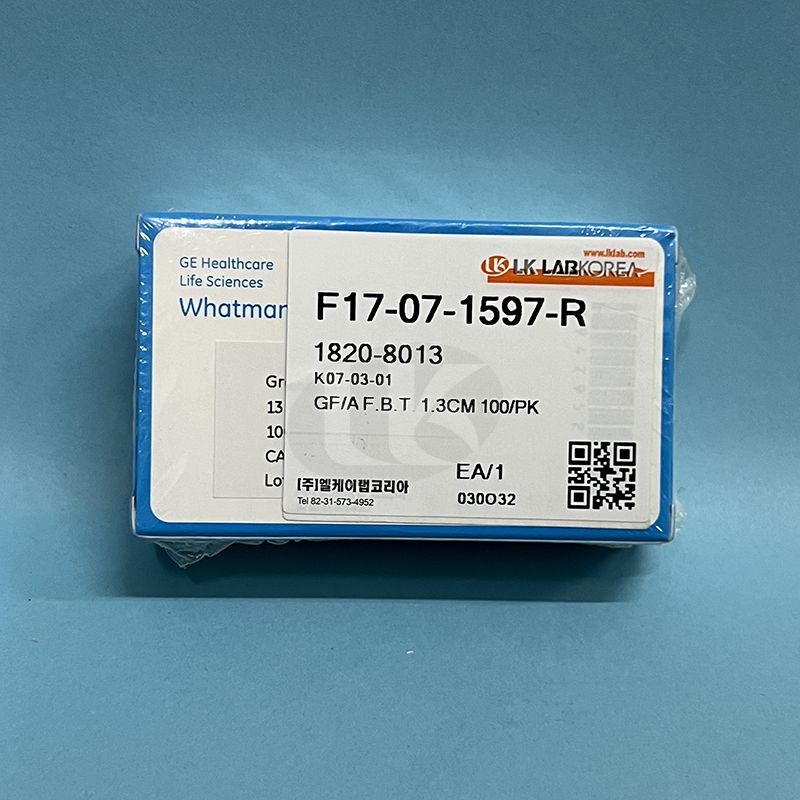 GE Healthcare
Life Sciences
Whatman
Gr
13
10
CA
Lo
www.lklab.com
LK LABKOREA
F17-07-1597-R
1820-8013
K07-03-01
GF/A F.B.T. 1.3CM 100/PK
EA/1
[주]엘케이랩코리아
Tel 82-31-573-4952
030O32